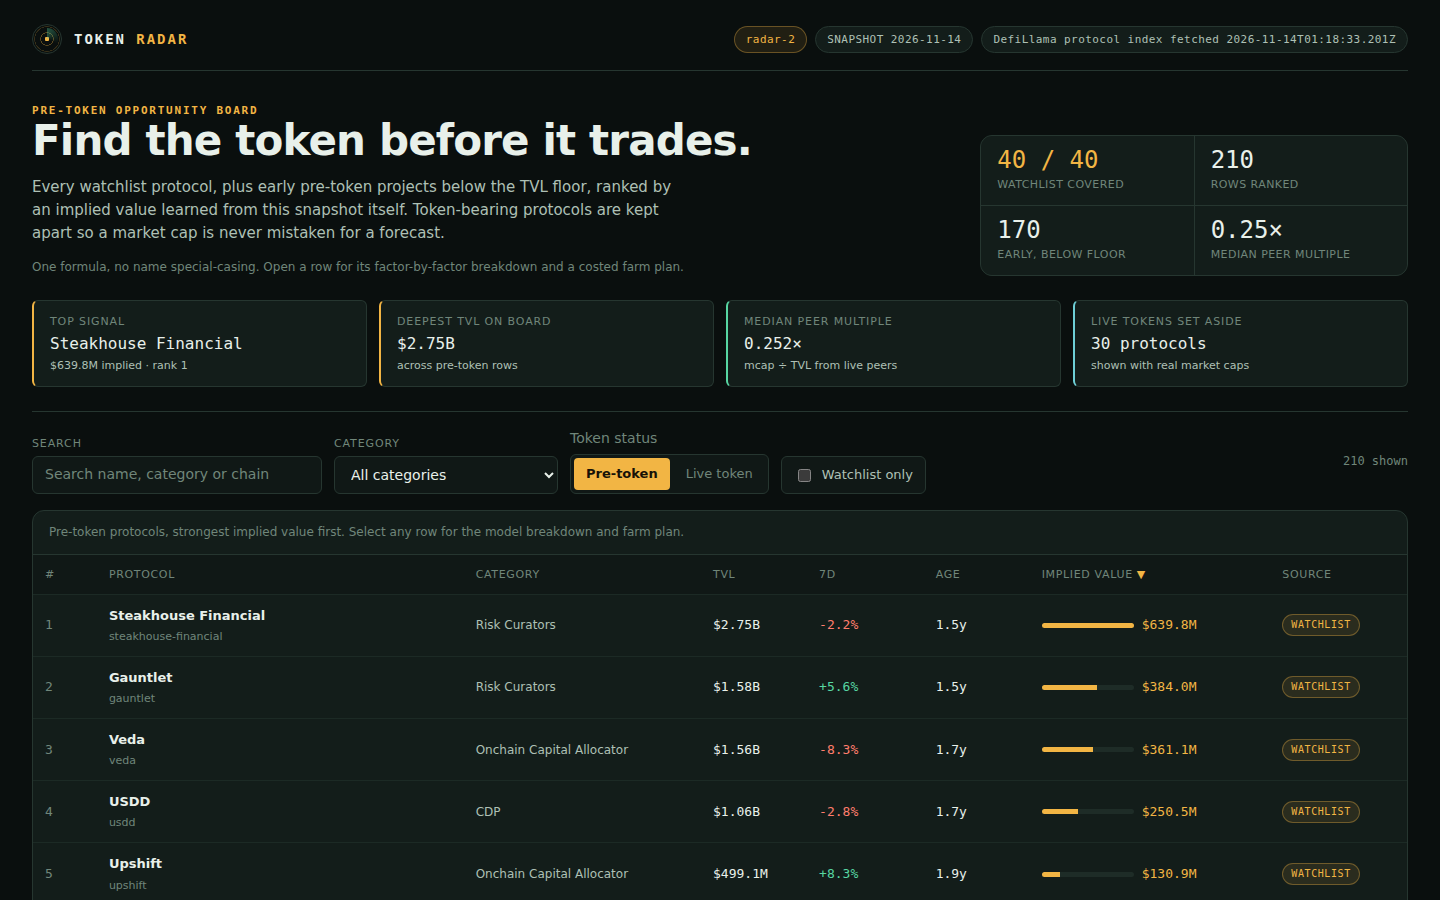 TOKEN RADAR
radar-2
SNAPSHOT 2026-11-14
DefiLlama protocol index fetched 2026-11-14T01:18:33.201Z
PRE-TOKEN OPPORTUNITY BOARD
Find the token before it trades.
Every watchlist protocol, plus early pre-token projects below the TVL floor, ranked by
an implied value learned from this snapshot itself. Token-bearing protocols are kept
apart so a market cap is never mistaken for a forecast.
One formula, no name special-casing. Open a row for its factor-by-factor breakdown and a costed farm plan.
40 / 40
WATCHLIST COVERED
210
ROWS RANKED
170
EARLY, BELOW FLOOR
0.25×
MEDIAN PEER MULTIPLE
TOP SIGNAL
Steakhouse Financial
$639.8M implied · rank 1
DEEPEST TVL ON BOARD
$2.75B
across pre-token rows
MEDIAN PEER MULTIPLE
0.252×
mcap ÷ TVL from live peers
LIVE TOKENS SET ASIDE
30 protocols
shown with real market caps
SEARCH
Search name, category or chain
CATEGORY
All categories
Token status
Pre-token
Live token
Watchlist only
210 shown
Pre-token protocols, strongest implied value first. Select any row for the model breakdown and farm plan.
# PROTOCOL CATEGORY TVL 7D AGE IMPLIED VALUE ▼ SOURCE
1 Steakhouse Financial Risk Curators $2.75B -2.2% 1.5y $639.8M WATCHLIST
steakhouse-financial
2 Gauntlet Risk Curators $1.58B +5.6% 1.5y $384.0M WATCHLIST
gauntlet
3 Veda Onchain Capital Allocator $1.56B -8.3% 1.7y $361.1M WATCHLIST
veda
4 USDD CDP $1.06B -2.8% 1.7y $250.5M WATCHLIST
usdd
5 Upshift Onchain Capital Allocator $499.1M +8.3% 1.9y $130.9M WATCHLIST
upshift